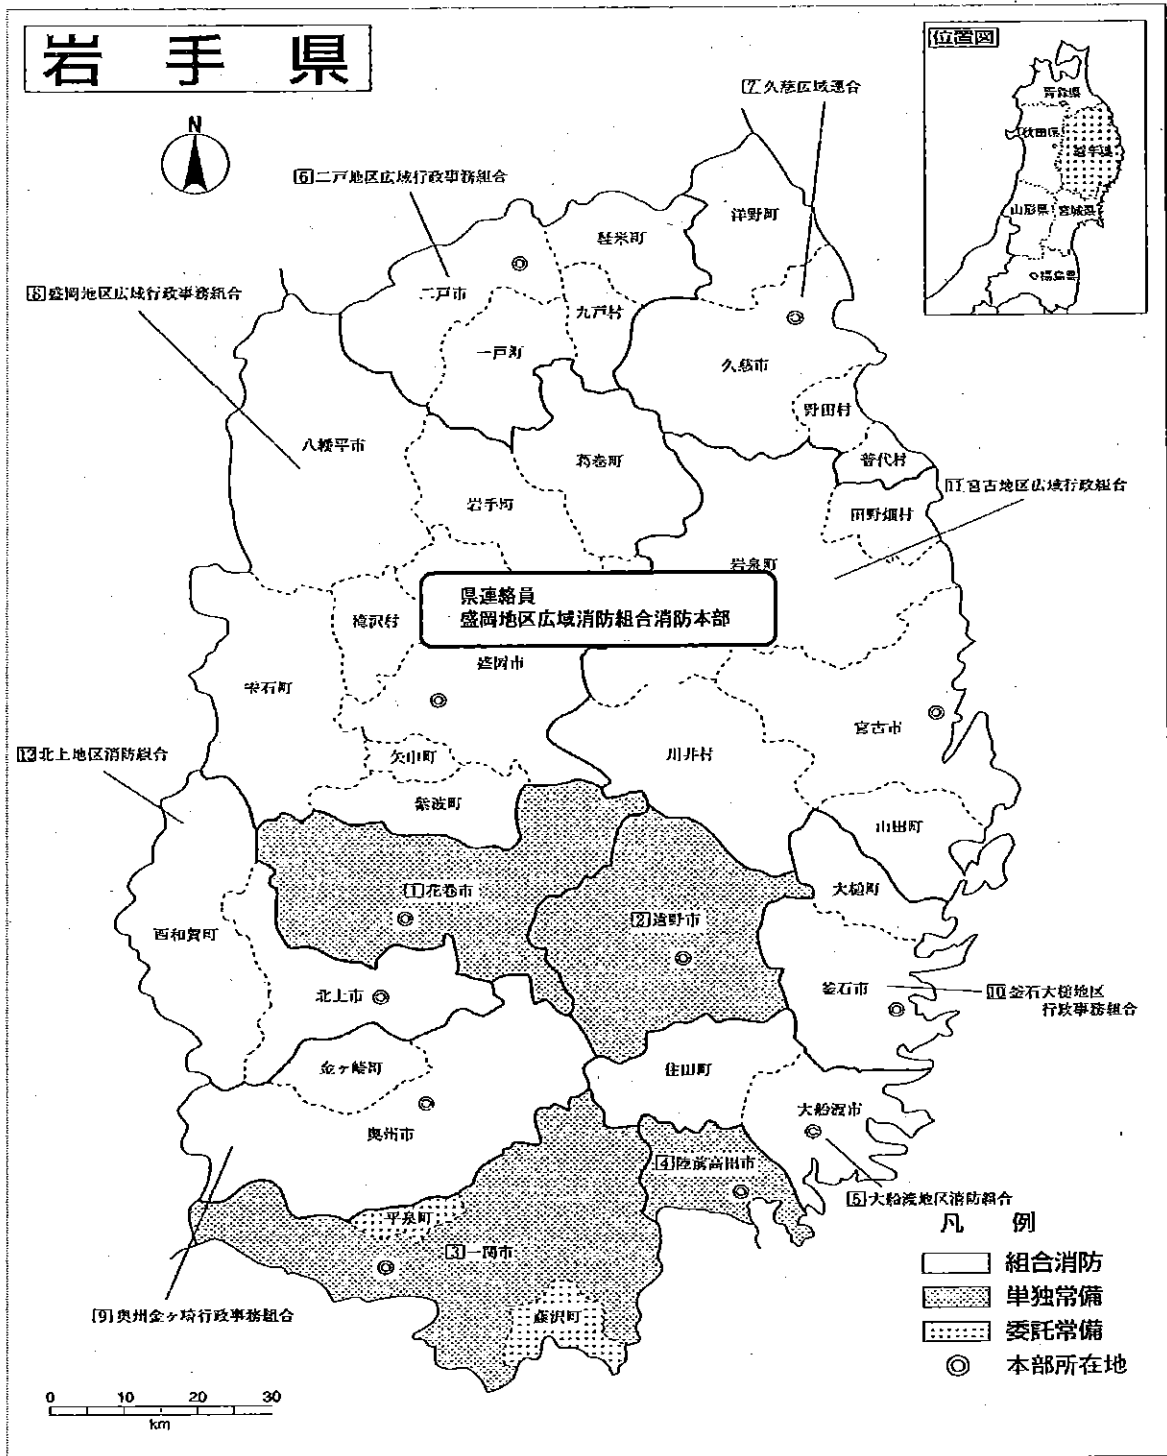 岩手県
位置図
青森県
秋田県
岩手県
山形県
宮城県
福島県
N
7 久慈広域連合
6 二戸地区広域行政事務組合
8 盛岡地区広域行政事務組合
洋野町
軽米町
二戸市
九戸村
一戸町
久慈市
野田村
普代村
八幡平市
葛巻町
岩手町
11 宮古地区広域行政組合
田野畑村
岩泉町
県連絡員
盛岡地区広域消防組合消防本部
滝沢村
盛岡市
雫石町
宮古市
12 北上地区消防組合
矢巾町
川井村
紫波町
山田町
大槌町
1 花巻市
2 遠野市
西和賀町
北上市
釜石市
10 釜石大槌地区
行政事務組合
金ヶ崎町
住田町
大船渡市
奥州市
4 陸前高田市
5 大船渡地区消防組合
平泉町
3 一関市
9 奥州金ヶ崎行政事務組合
藤沢町
凡 例
組合消防
単独常備
委託常備
本部所在地
0 10 20 30
km